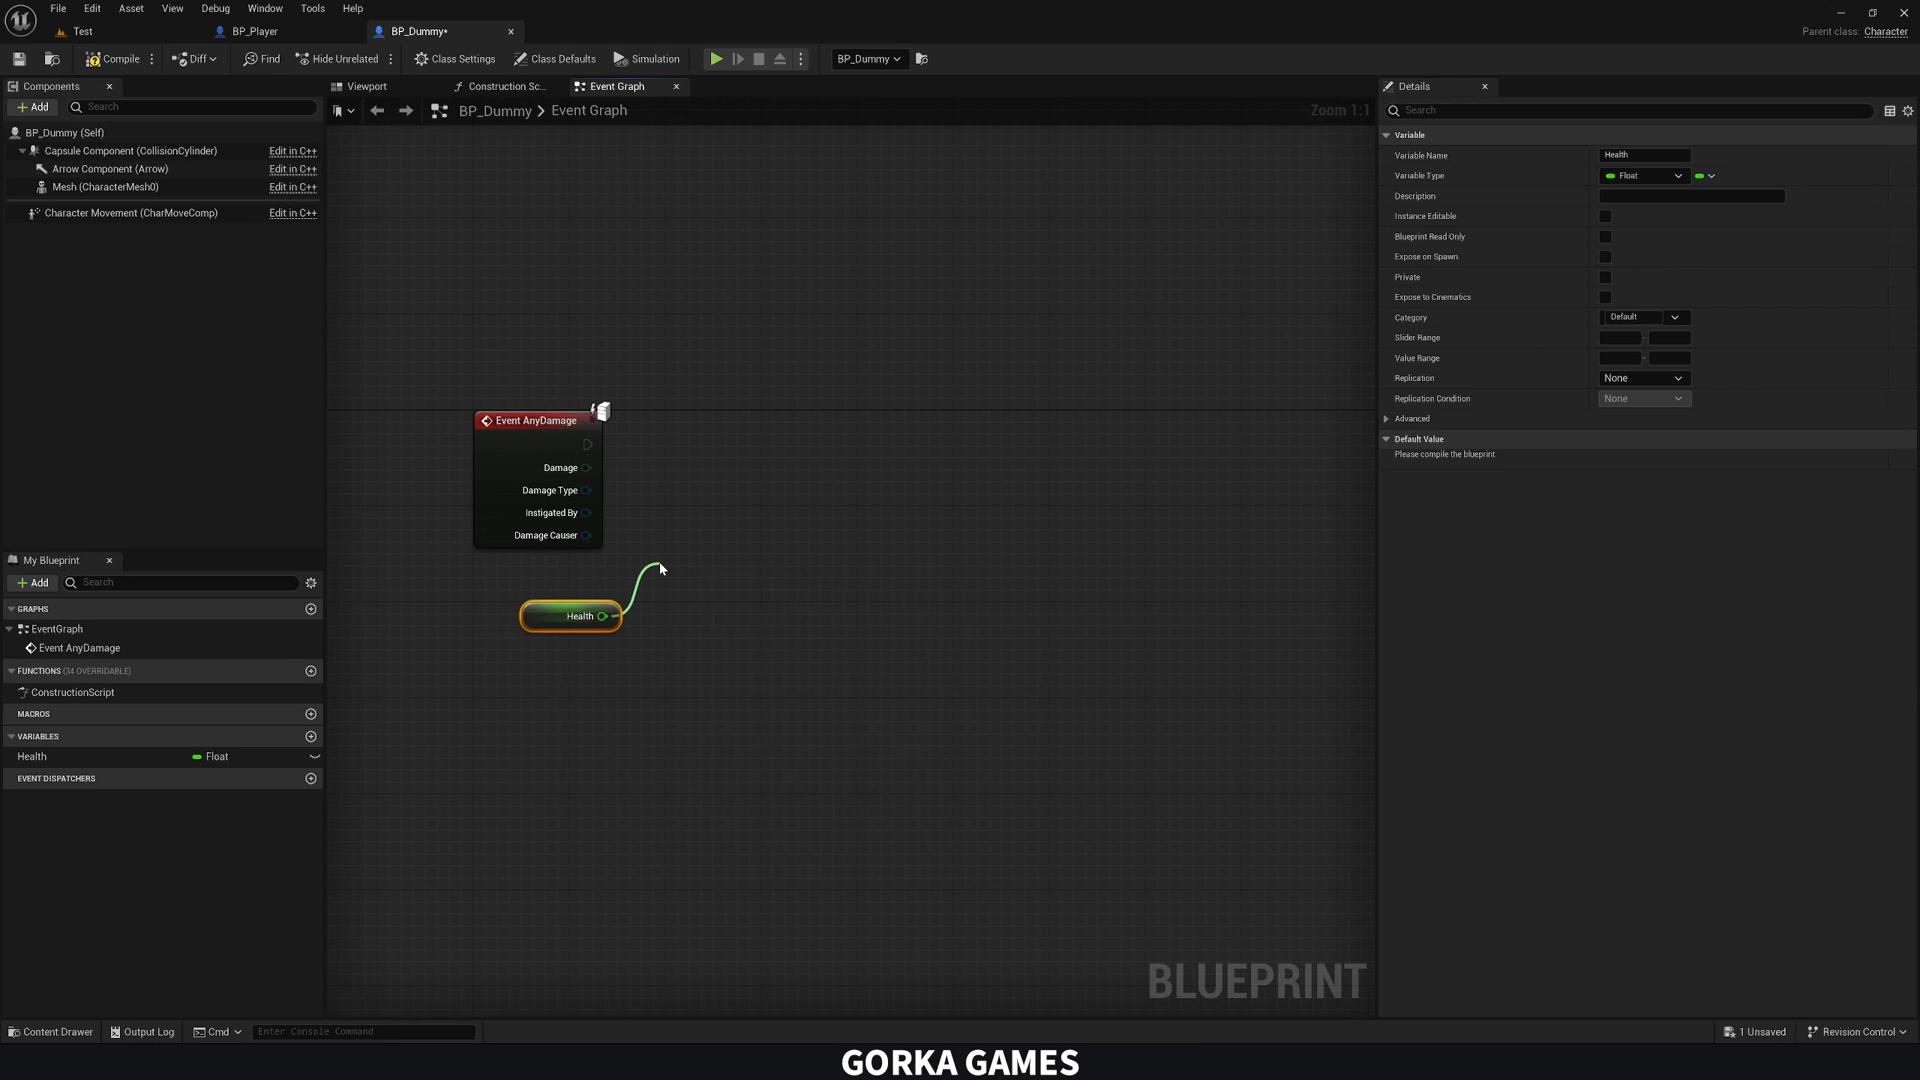 File Edit Asset View Debug Window Tools Help
Test
BP_Player
BP_Dummy*
Parent class: Character
Compile
Diff
Find
Hide Unrelated
Class Settings
Class Defaults
Simulation
BP_Dummy
Components
Add
Search
BP_Dummy (Self)
Capsule Component (CollisionCylinder) Edit in C++
Arrow Component (Arrow) Edit in C++
Mesh (CharacterMesh0) Edit in C++
Character Movement (CharMoveComp) Edit in C++
My Blueprint
Add
Search
GRAPHS
EventGraph
Event AnyDamage
FUNCTIONS (34 OVERRIDABLE)
ConstructionScript
MACROS
VARIABLES
Health Float
EVENT DISPATCHERS
Viewport
Construction Sc...
Event Graph
BP_Dummy > Event Graph
Zoom 1:1
Event AnyDamage
Damage
Damage Type
Instigated By
Damage Causer
Health
BLUEPRINT
Details
Search
Variable
Variable Name Health
Variable Type Float
Description
Instance Editable
Blueprint Read Only
Expose on Spawn
Private
Expose to Cinematics
Category Default
Slider Range
Value Range
Replication None
Replication Condition None
Advanced
Default Value
Please compile the blueprint
Content Drawer
Output Log
Cmd
Enter Console Command
1 Unsaved
Revision Control
GORKA GAMES